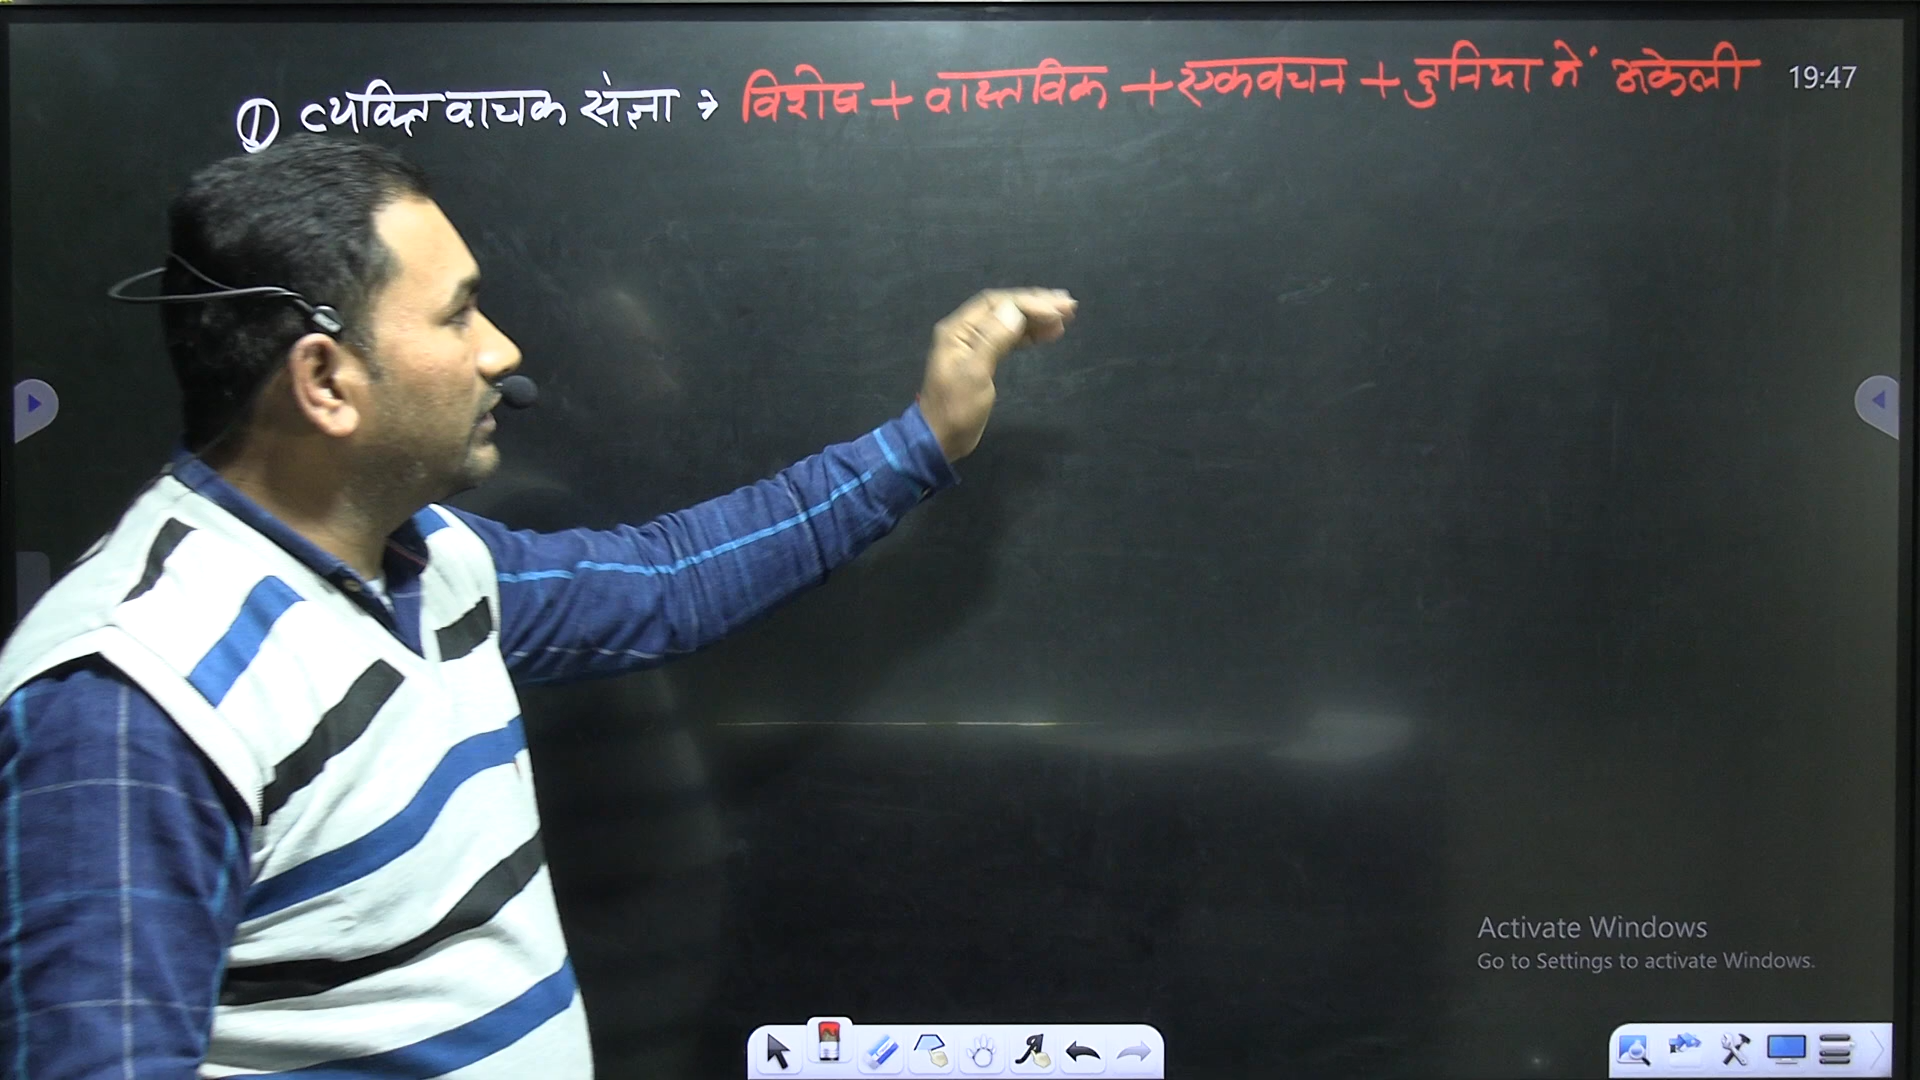 ① व्यक्ति वाचक संज्ञा → विशेष + वास्तविक + एकवचन + दुनिया में अकेली 19:47
Activate Windows
Go to Settings to activate Windows.